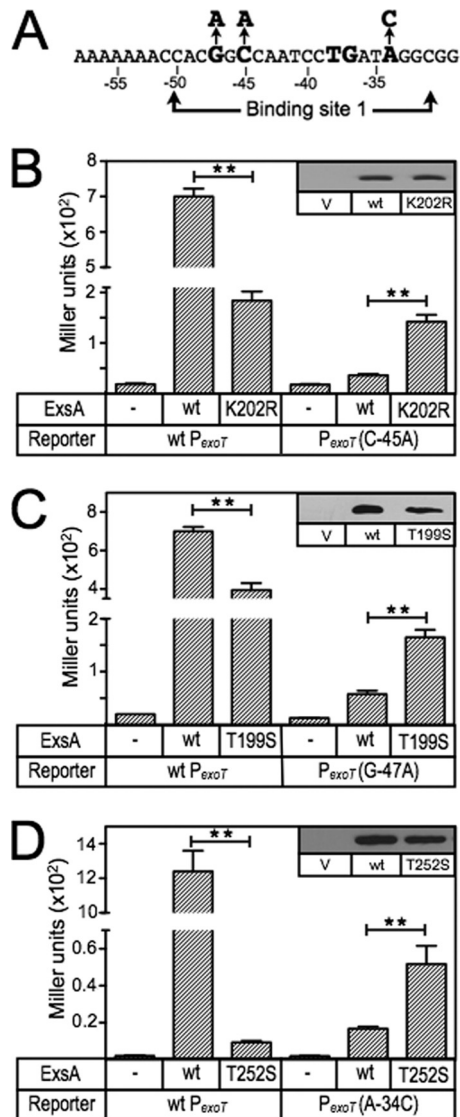 A
A A C
AAAAAAACCACGGCCAATCCTGATAGGCGG
-55 -50 -45 -40 -35
Binding site 1
B
Miller units (x10²)
8
7
6
5
2
1
**
**
V wt K202R
ExsA - wt K202R - wt K202R
Reporter wt PexoT PexoT(C-45A)
C
Miller units (x10²)
8
6
4
2
1
**
**
V wt T199S
ExsA - wt T199S - wt T199S
Reporter wt PexoT PexoT(G-47A)
D
Miller units (x10²)
14
12
10
0.6
0.4
0.2
**
**
V wt T252S
ExsA - wt T252S - wt T252S
Reporter wt PexoT PexoT(A-34C)